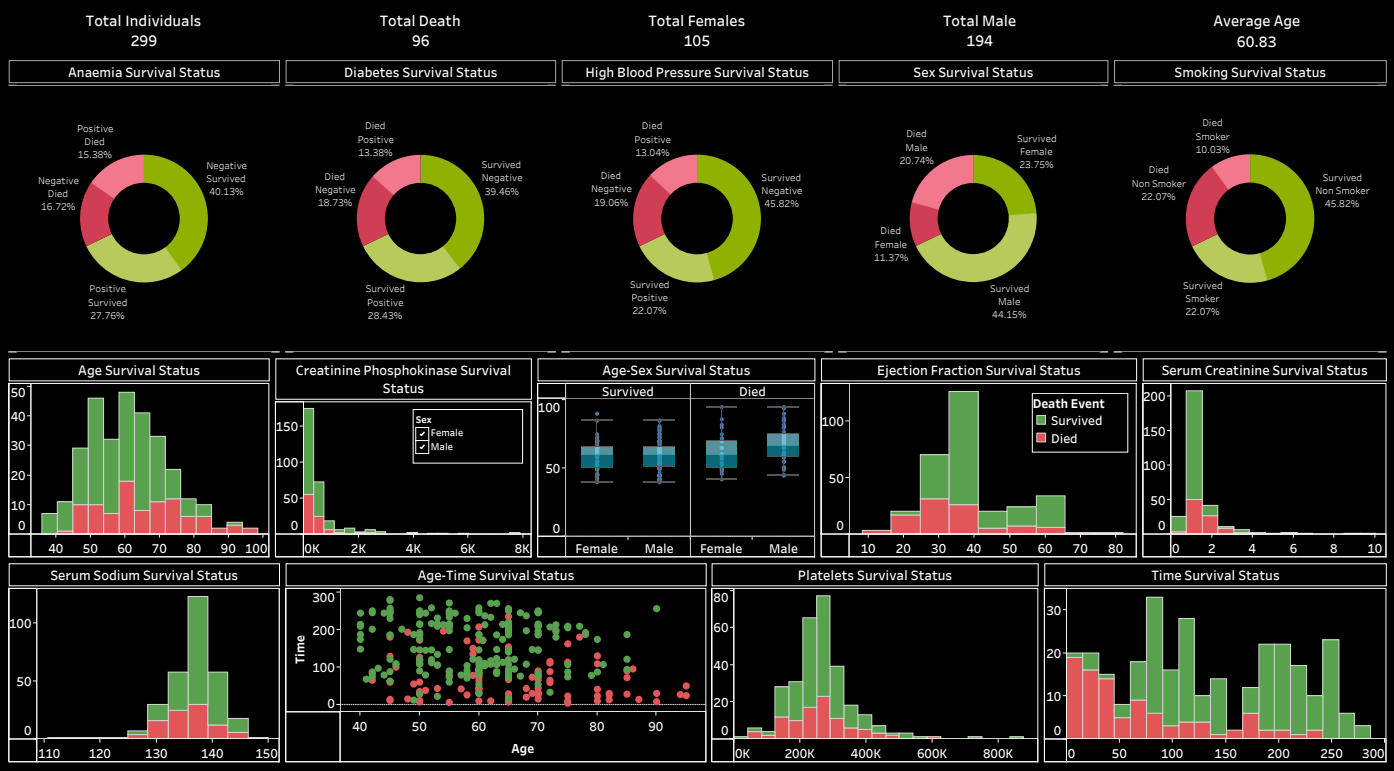 Total Individuals
299
Total Death
96
Total Females
105
Total Male
194
Average Age
60.83
Anaemia Survival Status
Diabetes Survival Status
High Blood Pressure Survival Status
Sex Survival Status
Smoking Survival Status
Positive
Died
15.38%
Negative
Died
16.72%
Negative
Survived
40.13%
Positive
Survived
27.76%
Died
Positive
13.38%
Died
Negative
18.73%
Survived
Negative
39.46%
Survived
Positive
28.43%
Died
Positive
13.04%
Died
Negative
19.06%
Survived
Negative
45.82%
Survived
Positive
22.07%
Died
Male
20.74%
Survived
Female
23.75%
Died
Female
11.37%
Survived
Male
44.15%
Died
Smoker
10.03%
Died
Non Smoker
22.07%
Survived
Non Smoker
45.82%
Survived
Smoker
22.07%
Age Survival Status
50
40
30
20
10
0
40 50 60 70 80 90 100
Creatinine Phosphokinase Survival
Status
150
100
50
0
0K 2K 4K 6K 8K
Sex
Female
Male
Age-Sex Survival Status
Survived Died
100
50
0
Female Male Female Male
Ejection Fraction Survival Status
100
50
0
10 20 30 40 50 60 70 80
Death Event
Survived
Died
Serum Creatinine Survival Status
200
150
100
50
0
0 2 4 6 8 10
Serum Sodium Survival Status
100
50
0
110 120 130 140 150
Age-Time Survival Status
Time
300
200
100
0
40 50 60 70 80 90
Age
Platelets Survival Status
80
60
40
20
0
0K 200K 400K 600K 800K
Time Survival Status
30
20
10
0
0 50 100 150 200 250 300